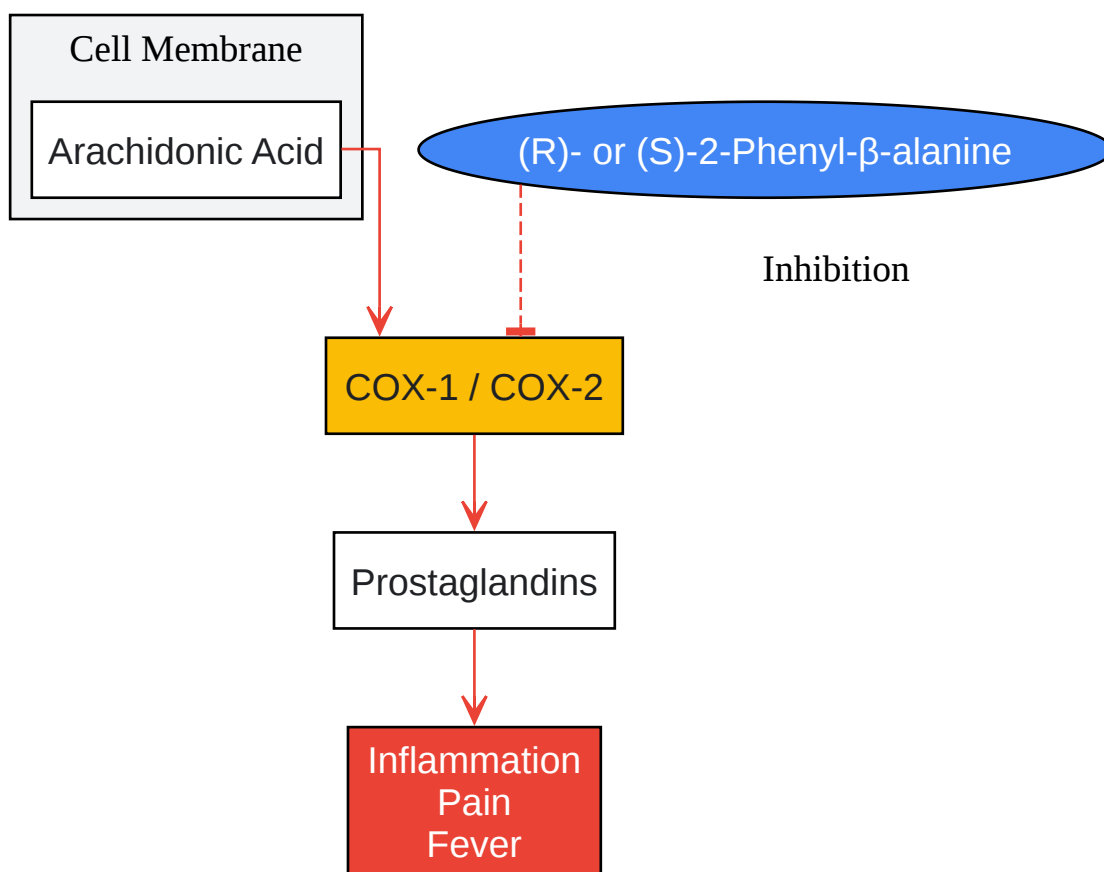 Cell Membrane
Arachidonic Acid
(R)- or (S)-2-Phenyl-β-alanine
Inhibition
COX-1 / COX-2
Prostaglandins
Inflammation
Pain
Fever